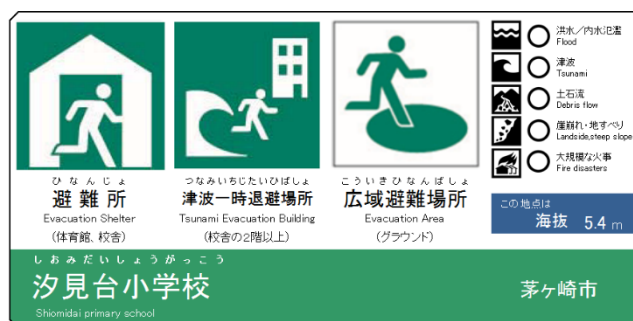 ひなんじょ
避難所
Evacuation Shelter
（体育館、校舎）
つなみいちじたいひばしょ
津波一時退避場所
Tsunami Evacuation Building
（校舎の2階以上）
こういきひなんばしょ
広域避難場所
Evacuation Area
（グラウンド）
洪水／内水氾濫
Flood
津波
Tsunami
土石流
Debris flow
崖崩れ・地すべり
Landside,steep slope
大規模な火事
Fire disasters
この地点は
海抜 5.4 m
しおみだいしょうがっこう
汐見台小学校
Shiomidai primary school
茅ヶ崎市